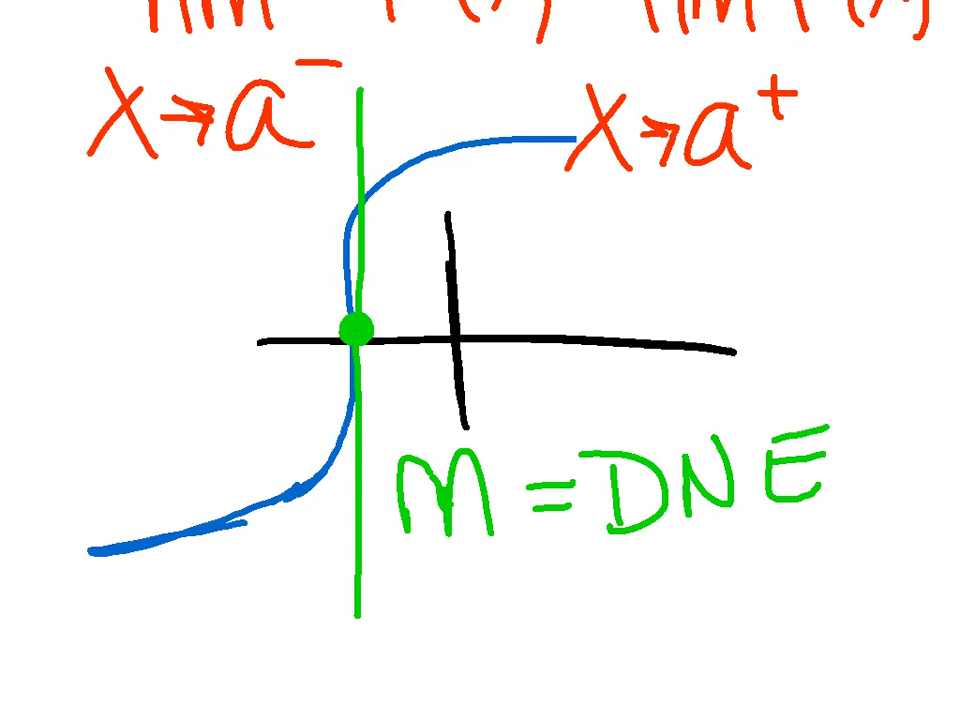 x→a⁻ x→a⁺
m = DNE